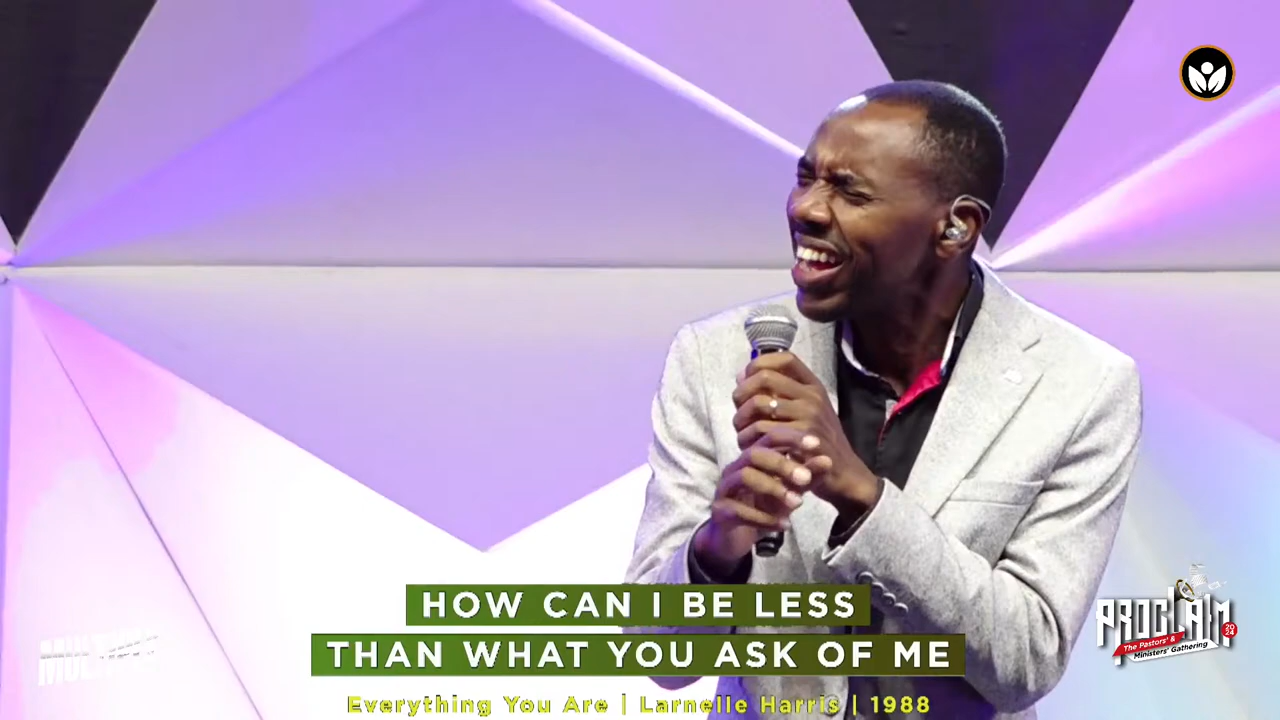 HOW CAN I BE LESS
THAN WHAT YOU ASK OF ME
Everything You Are | Larnelle Harris | 1988
PROCLAIM
2024
The Pastors' &
Ministers' Gathering